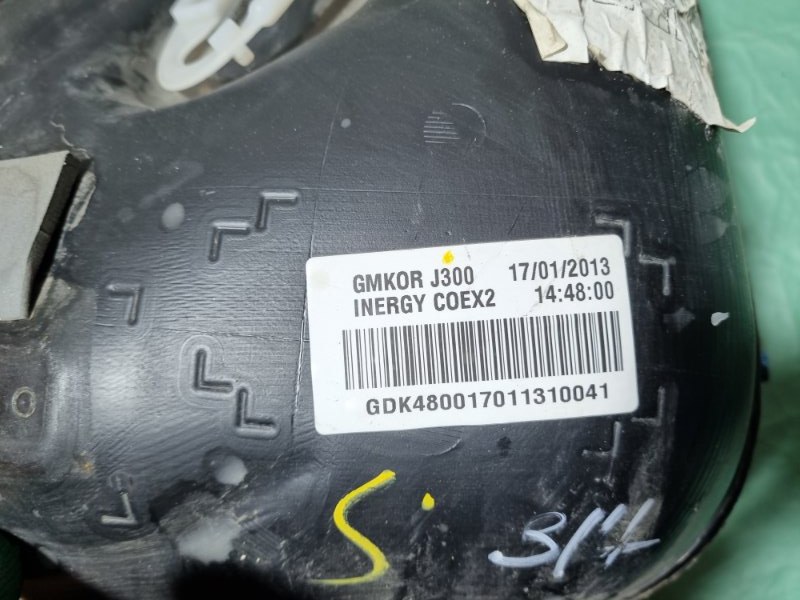 GMKOR J300 17/01/2013
INERGY COEX2 14:48:00
GDK480017011310041
S